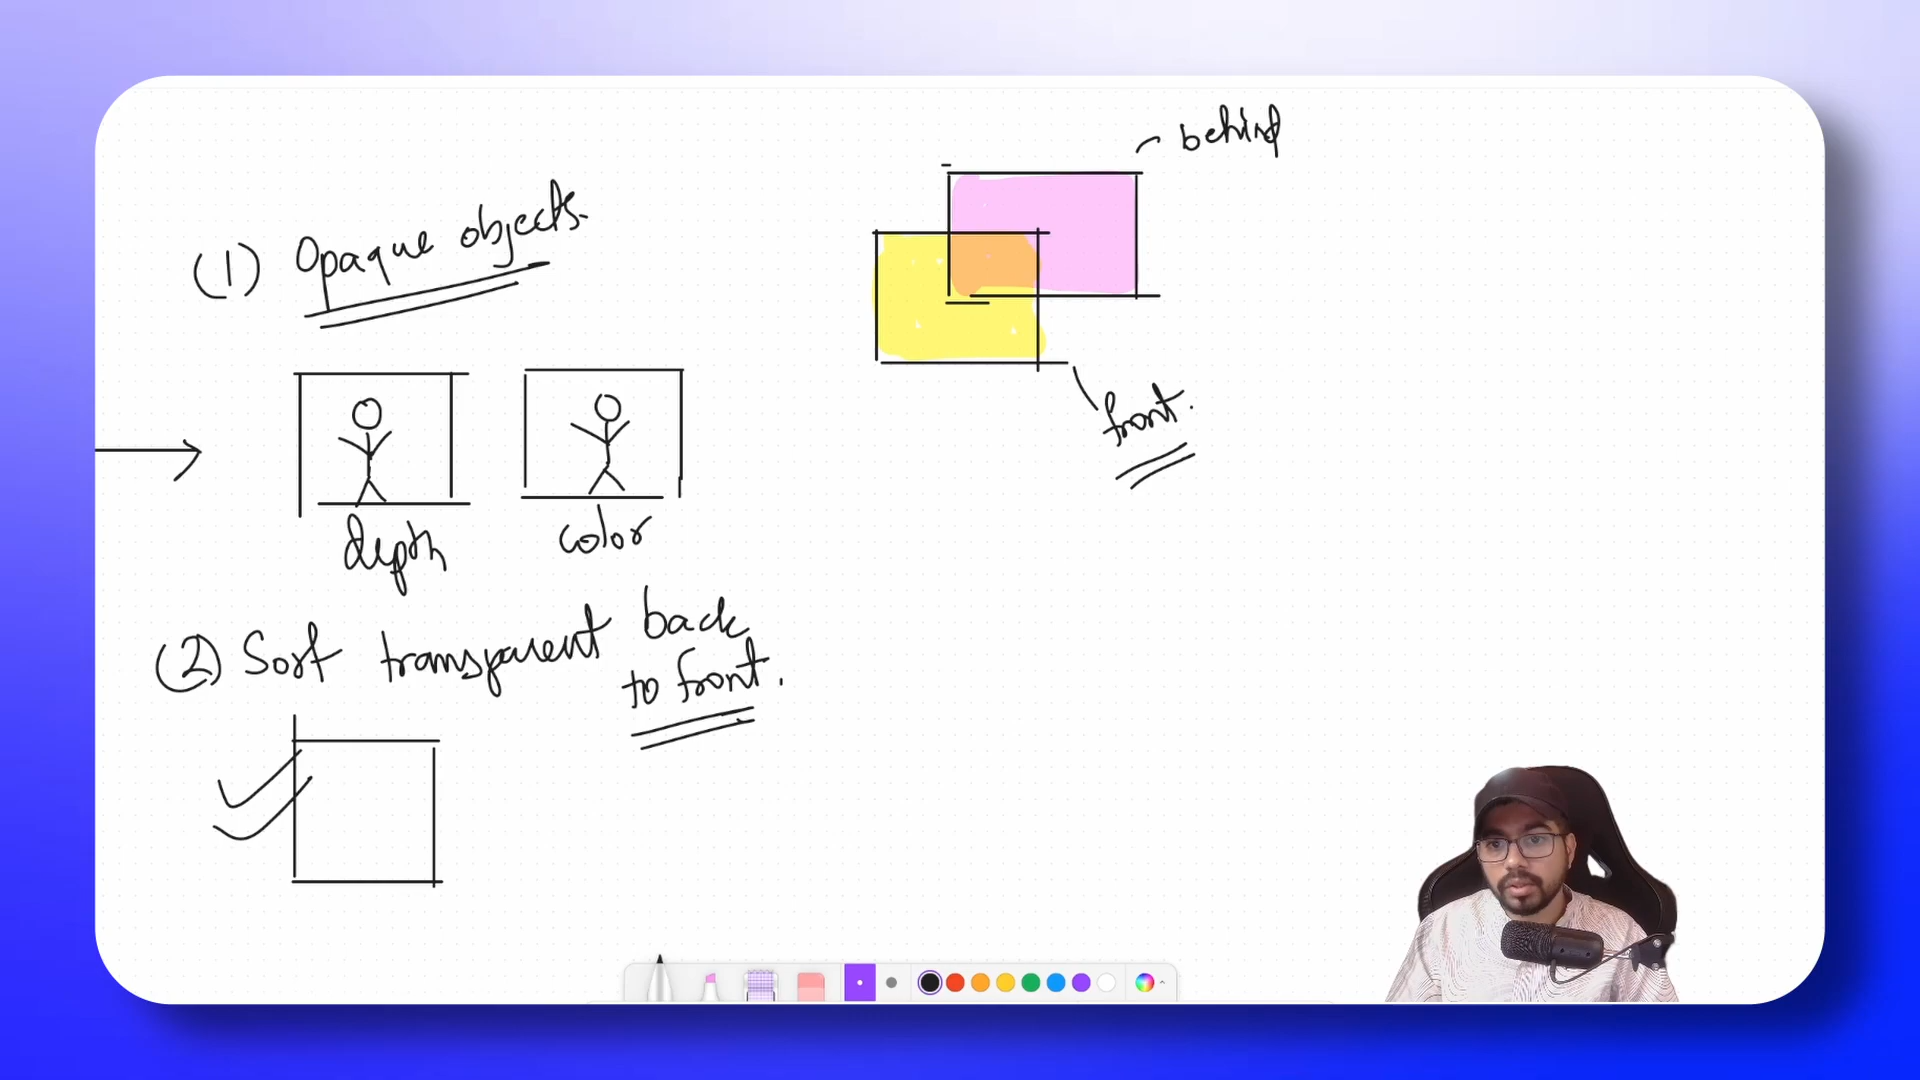 (1) Opaque objects.
depth
color
(2) Sort transparent back
to front.
behind
front.